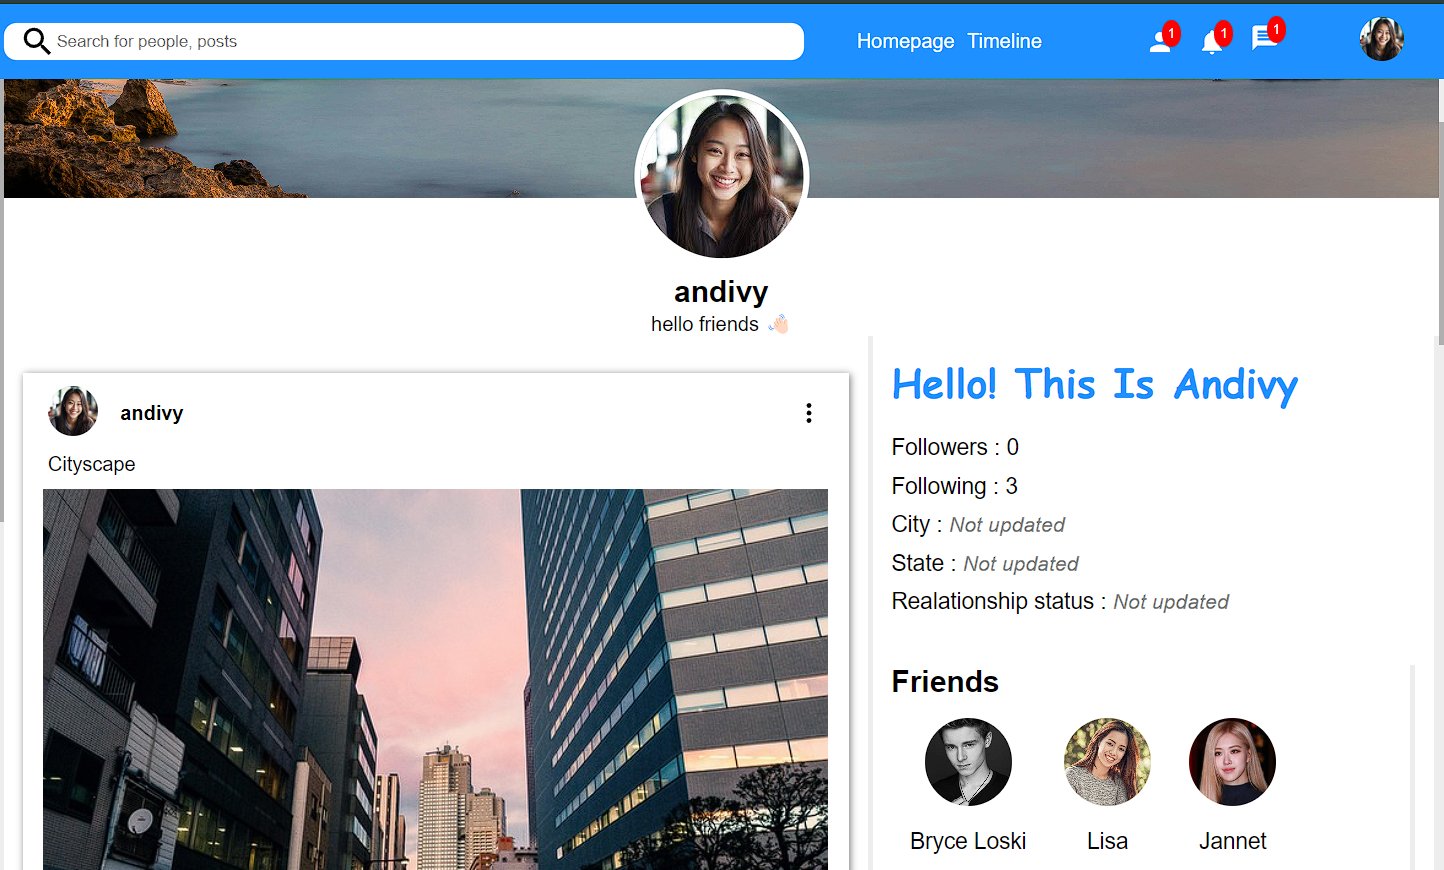 Search for people, posts
Homepage Timeline
1
1
1
andivy
hello friends 👋🏻
andivy
Cityscape
Hello! This Is Andivy
Followers : 0
Following : 3
City : Not updated
State : Not updated
Realationship status : Not updated
Friends
Bryce Loski
Lisa
Jannet